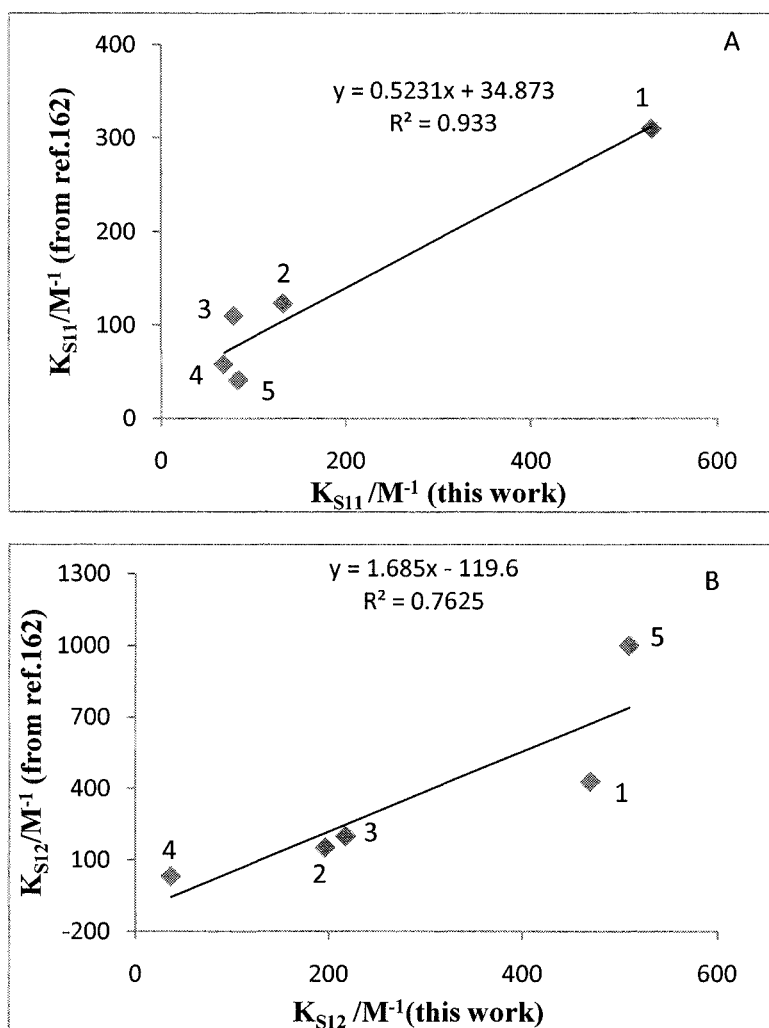 A
400
y = 0.5231x + 34.873
R² = 0.933
1
300
200
2
3
100
4
5
0
0 200 400 600
K_S11/M⁻¹ (from ref.162)
K_S11 /M⁻¹ (this work)
B
1300
y = 1.685x - 119.6
R² = 0.7625
5
1000
700
1
400
4
3
2
100
-200
0 200 400 600
K_S12/M⁻¹ (from ref.162)
K_S12 /M⁻¹(this work)